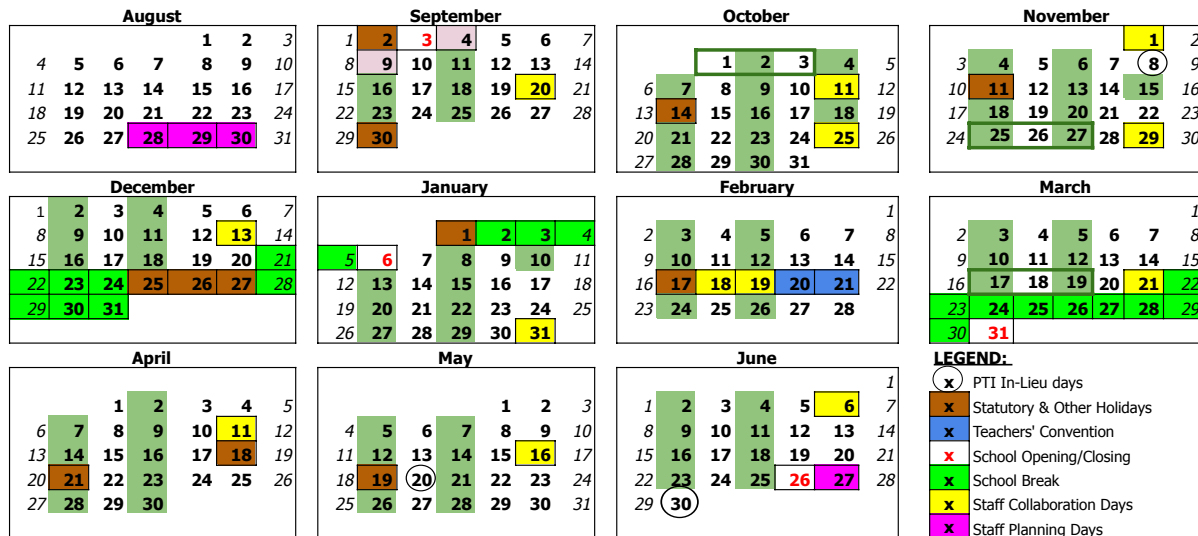 August
1 2 3
4 5 6 7 8 9 10
11 12 13 14 15 16 17
18 19 20 21 22 23 24
25 26 27 28 29 30 31
September
1 2 3 4 5 6 7
8 9 10 11 12 13 14
15 16 17 18 19 20 21
22 23 24 25 26 27 28
29 30
October
1 2 3 4 5
6 7 8 9 10 11 12
13 14 15 16 17 18 19
20 21 22 23 24 25 26
27 28 29 30 31
November
1 2
3 4 5 6 7 8 9
10 11 12 13 14 15 16
17 18 19 20 21 22 23
24 25 26 27 28 29 30
December
1 2 3 4 5 6 7
8 9 10 11 12 13 14
15 16 17 18 19 20 21
22 23 24 25 26 27 28
29 30 31
January
1 2 3 4
5 6 7 8 9 10 11
12 13 14 15 16 17 18
19 20 21 22 23 24 25
26 27 28 29 30 31
February
1
2 3 4 5 6 7 8
9 10 11 12 13 14 15
16 17 18 19 20 21 22
23 24 25 26 27 28
March
1
2 3 4 5 6 7 8
9 10 11 12 13 14 15
16 17 18 19 20 21 22
23 24 25 26 27 28 29
30 31
April
1 2 3 4 5
6 7 8 9 10 11 12
13 14 15 16 17 18 19
20 21 22 23 24 25 26
27 28 29 30
May
1 2 3
4 5 6 7 8 9 10
11 12 13 14 15 16 17
18 19 20 21 22 23 24
25 26 27 28 29 30 31
June
1
1 2 3 4 5 6 7
8 9 10 11 12 13 14
15 16 17 18 19 20 21
22 23 24 25 26 27 28
29 30
LEGEND:
x PTI In-Lieu days
x Statutory & Other Holidays
x Teachers' Convention
x School Opening/Closing
x School Break
x Staff Collaboration Days
x Staff Planning Days